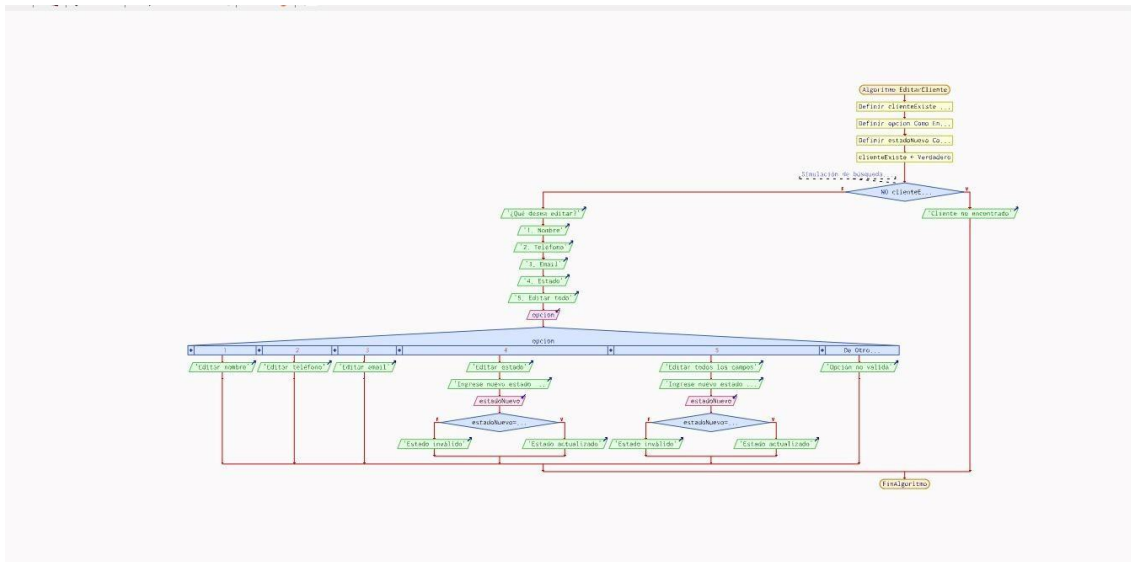 Algoritmo EditarCliente
Definir clienteExiste ...
Definir opcion Como En...
Definir estadoNuevo Co...
clienteExiste ← Verdadero
Simulación de búsqueda
NO clienteE...
F
V
'¿Qué desea editar?'
'Cliente no encontrado'
'1. Nombre'
'2. Teléfono'
'3. Email'
'4. Estado'
'5. Editar todo'
opcion
opcion
1 2 3 4 5 De Otro...
'Editar nombre' 'Editar teléfono' 'Editar email' 'Editar estado' 'Editar todos los campos' 'Opción no valida'
'Ingrese nuevo estado ... 'Ingrese nuevo estado ...
estadoNuevo estadoNuevo
F estadoNuevo=... V F estadoNuevo=... V
'Estado inválido' 'Estado actualizado' 'Estado inválido' 'Estado actualizado'
FinAlgoritmo